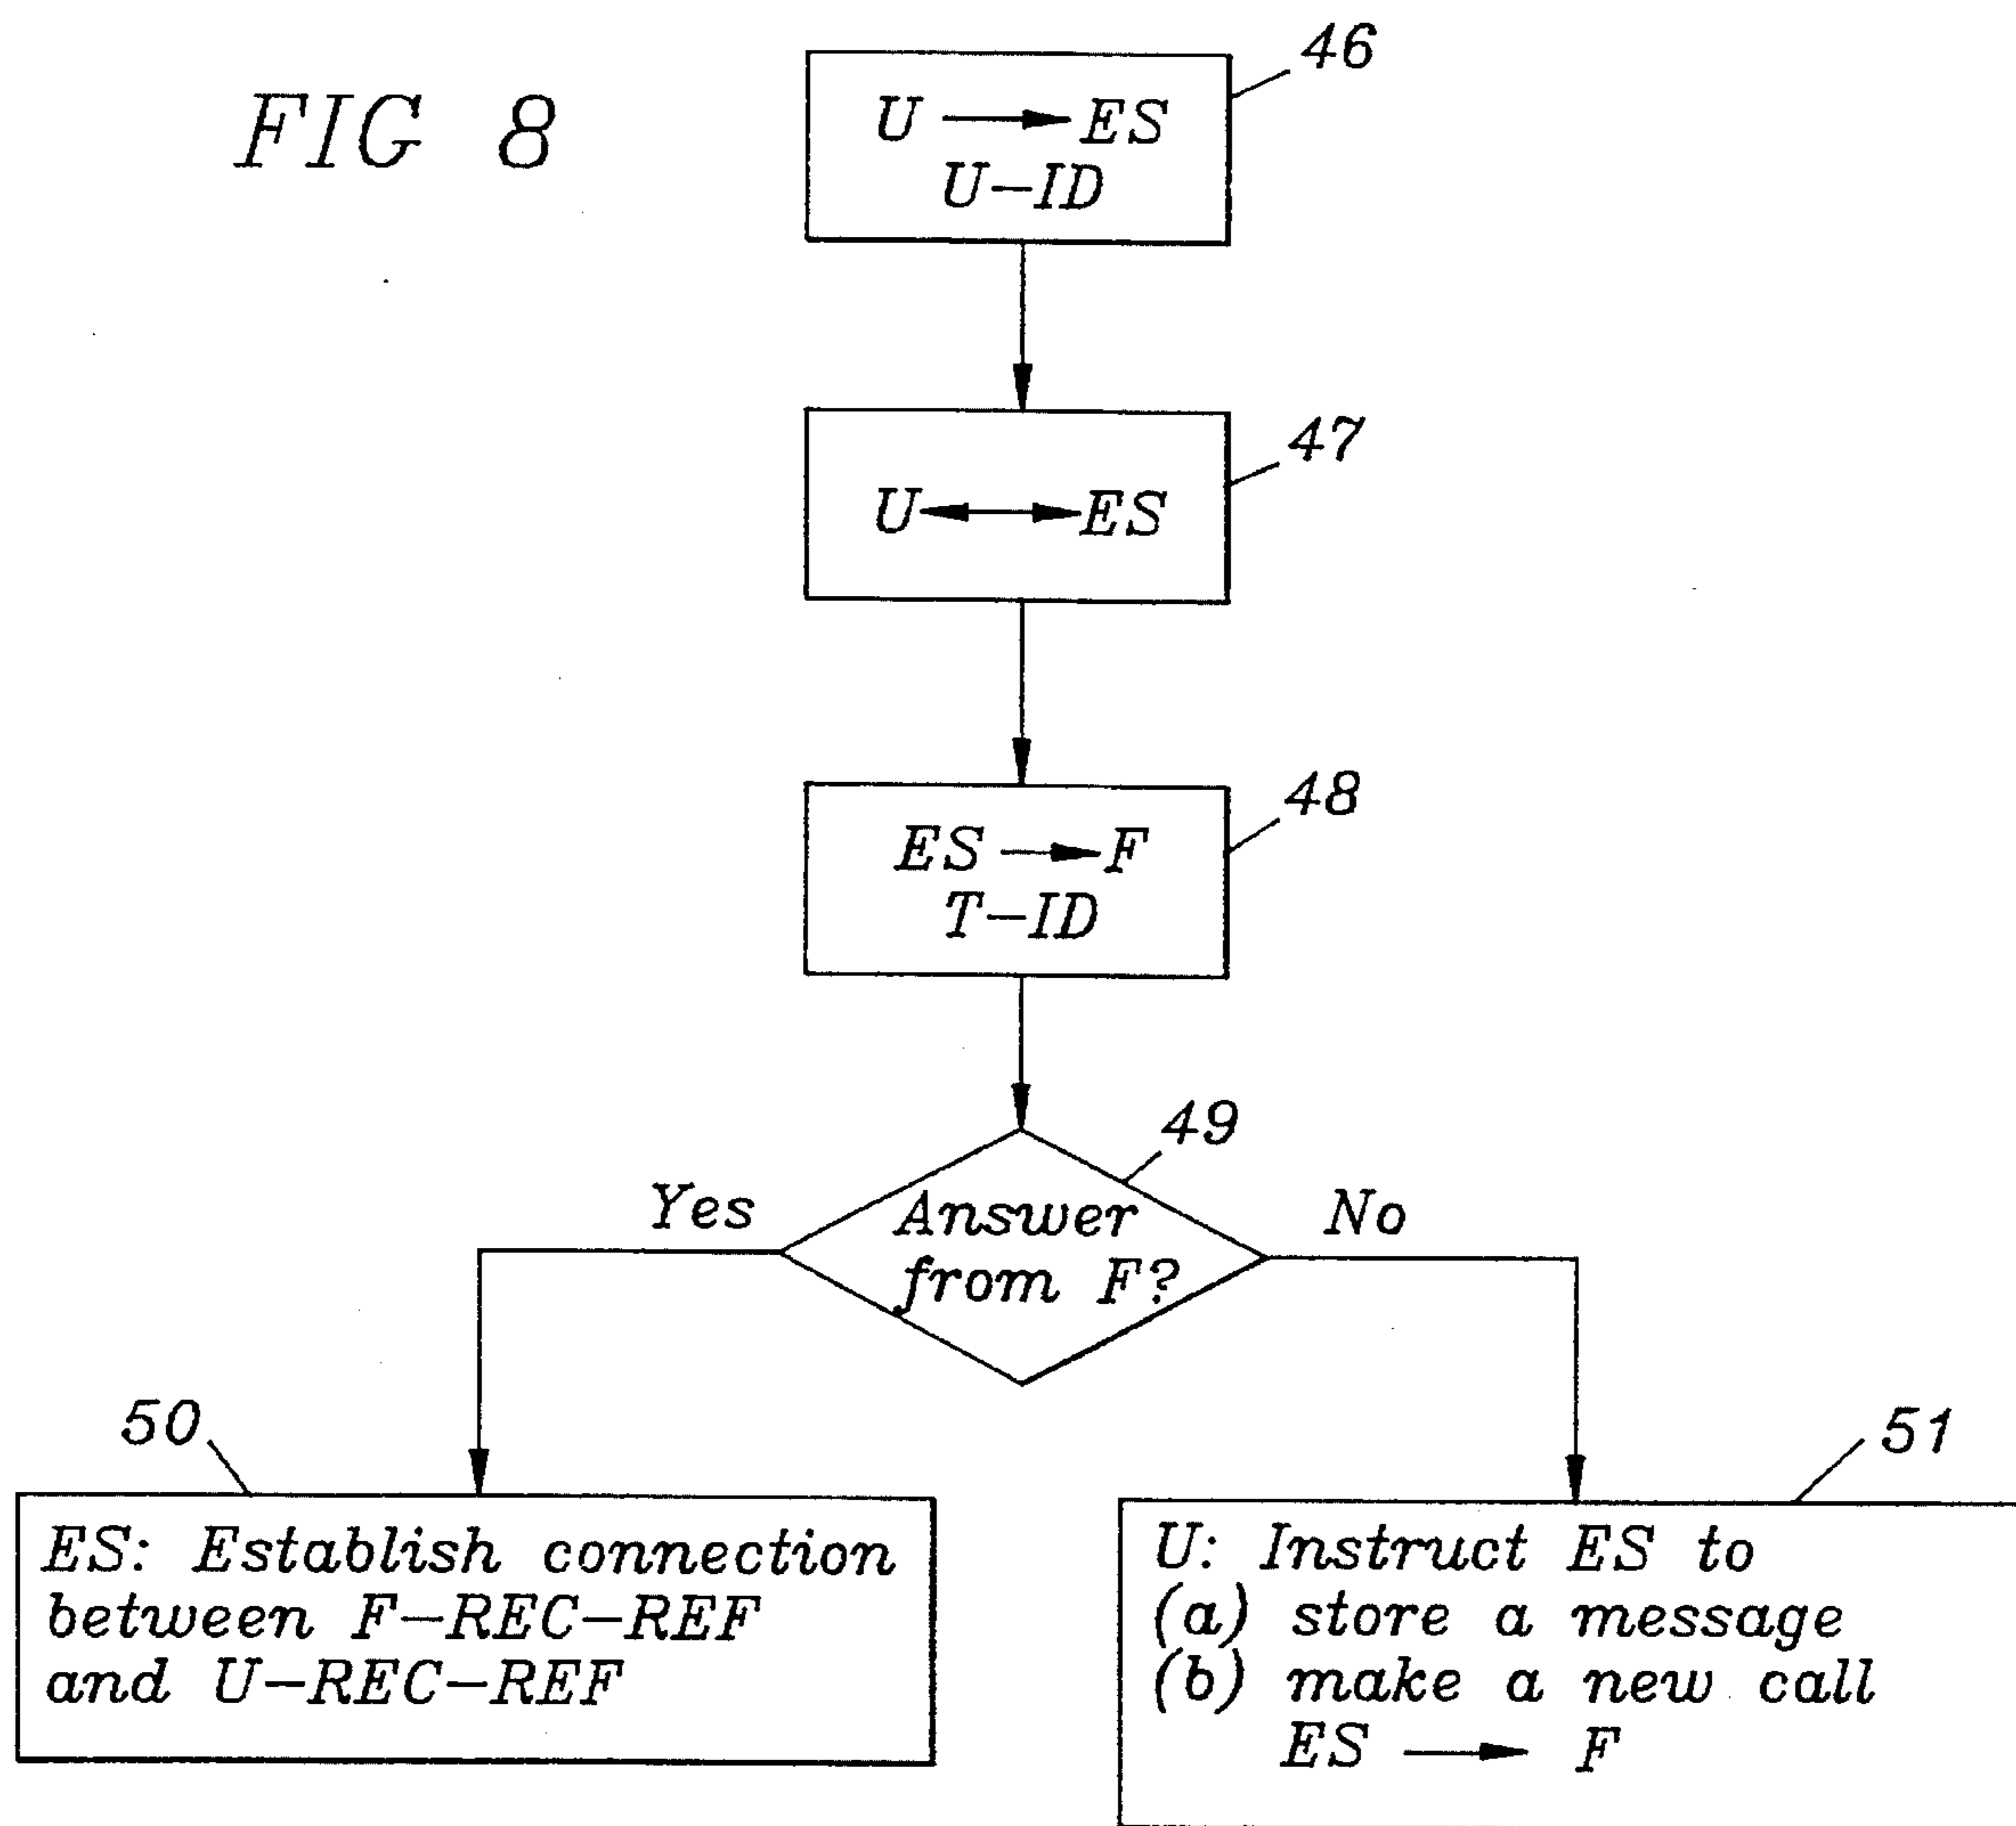 FIG 8
46
U → ES
U-ID
47
U ↔ ES
48
ES → F
T-ID
49
Answer
from F?
Yes
No
50
ES: Establish connection
between F-REC-REF
and U-REC-REF
51
U: Instruct ES to
(a) store a message
(b) make a new call
ES → F